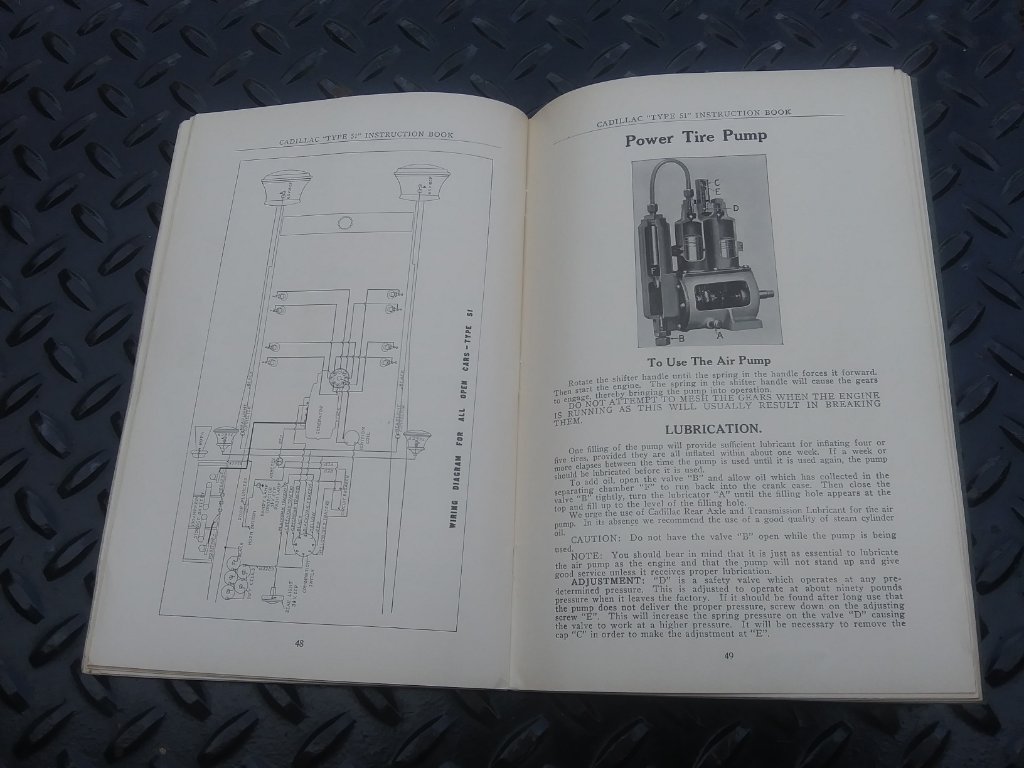 CADILLAC "TYPE 51" INSTRUCTION BOOK
WIRING DIAGRAM FOR ALL OPEN CARS-TYPE 51
48
CADILLAC "TYPE 51" INSTRUCTION BOOK
Power Tire Pump
C
E
D
B
A
To Use The Air Pump
Rotate the shifter handle until the spring in the handle forces it forward.
Then start the engine. The spring in the shifter handle will cause the gears
to engage, thereby bringing the pump into operation.
DO NOT ATTEMPT TO MESH THE GEARS WHEN THE ENGINE
IS RUNNING AS THIS WILL USUALLY RESULT IN BREAKING
THEM.
LUBRICATION.
One filling of the pump will provide sufficient lubricant for inflating four or
five tires, provided they are all inflated within about one week. If a week or
more elapses between the time the pump is used until it is used again, the pump
should be lubricated before it is used.
To add oil, open the valve "B" and allow oil which has collected in the
separating chamber "F" to run back into the crank case. Then close the
valve "B" tightly, turn the lubricator "A" until the filling hole appears at the
top and fill up to the level of the filling hole.
We urge the use of Cadillac Rear Axle and Transmission Lubricant for the air
pump. In its absence we recommend the use of a good quality of steam cylinder
oil.
CAUTION: Do not have the valve "B" open while the pump is being
used.
NOTE: You should bear in mind that it is just as essential to lubricate
the air pump as the engine and that the pump will not stand up and give
good service unless it receives proper lubrication.
ADJUSTMENT: "D" is a safety valve which operates at any pre-
determined pressure. This is adjusted to operate at about ninety pounds
pressure when it leaves the factory. If it should be found after long use that
the pump does not deliver the proper pressure, screw down on the adjusting
screw "E". This will increase the spring pressure on the valve "D" causing
the valve to work at a higher pressure. It will be necessary to remove the
cap "C" in order to make the adjustment at "E".
49